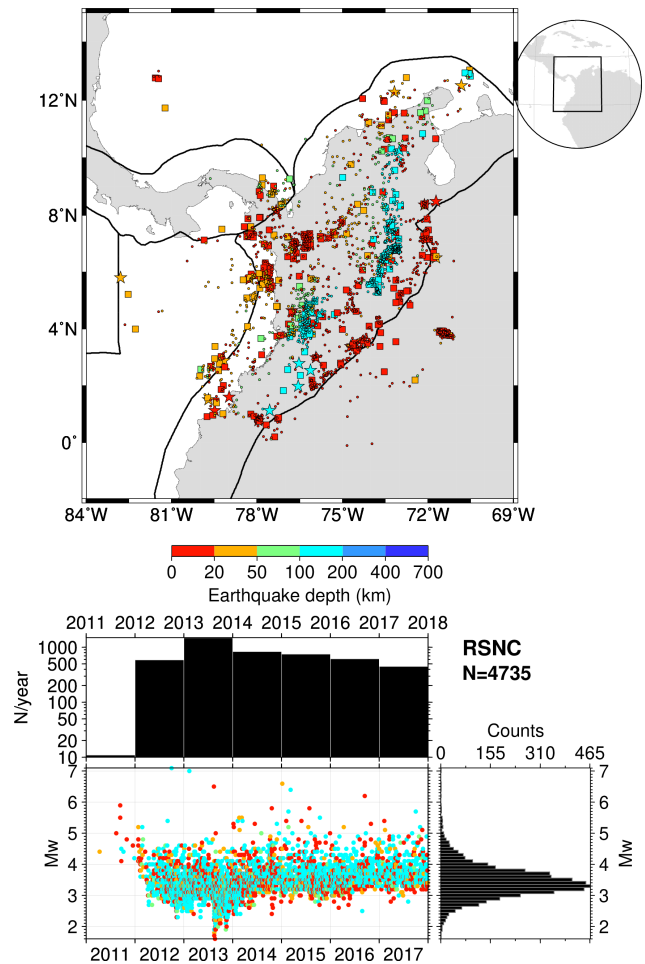 12°N
8°N
4°N
0°
84°W 81°W 78°W 75°W 72°W 69°W
0 20 50 100 200 400 700
Earthquake depth (km)
2011 2012 2013 2014 2015 2016 2017 2018
N/year
1000
500
200
100
50
20
10
RSNC
N=4735
Counts
0 155 310 465
Mw
7
6
5
4
3
2
7
6
5
4
3
2
Mw
2011 2012 2013 2014 2015 2016 2017